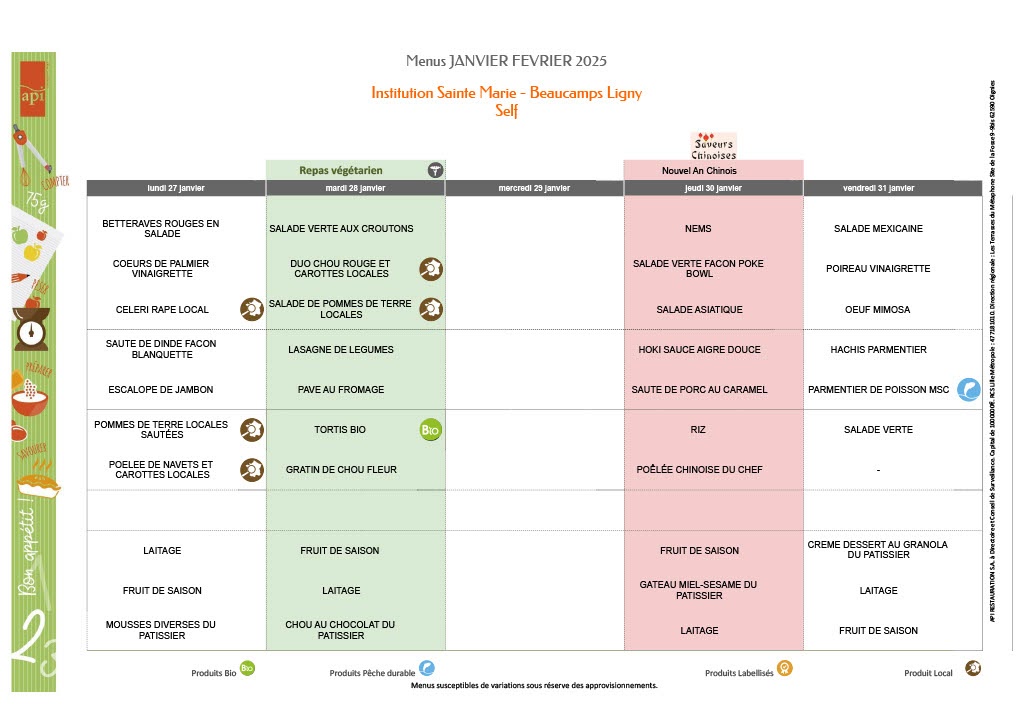 Menus JANVIER FEVRIER 2025
Institution Sainte Marie - Beaucamps Ligny
Self
api
COMPTER
75g
PESER
PRÉPARER
SAVOURER
Bon appétit !
1
2
3
Saveurs
Chinoises
Repas végétarien
Nouvel An Chinois
lundi 27 janvier
mardi 28 janvier
mercredi 29 janvier
jeudi 30 janvier
vendredi 31 janvier
BETTERAVES ROUGES EN
SALADE
SALADE VERTE AUX CROUTONS
NEMS
SALADE MEXICAINE
COEURS DE PALMIER
VINAIGRETTE
DUO CHOU ROUGE ET
CAROTTES LOCALES
SALADE VERTE FACON POKE
BOWL
POIREAU VINAIGRETTE
CELERI RAPE LOCAL
SALADE DE POMMES DE TERRE
LOCALES
SALADE ASIATIQUE
OEUF MIMOSA
SAUTE DE DINDE FACON
BLANQUETTE
LASAGNE DE LEGUMES
HOKI SAUCE AIGRE DOUCE
HACHIS PARMENTIER
ESCALOPE DE JAMBON
PAVE AU FROMAGE
SAUTE DE PORC AU CARAMEL
PARMENTIER DE POISSON MSC
POMMES DE TERRE LOCALES
SAUTÉES
TORTIS BIO
BIO
RIZ
SALADE VERTE
POELEE DE NAVETS ET
CAROTTES LOCALES
GRATIN DE CHOU FLEUR
POÊLÉE CHINOISE DU CHEF
-
LAITAGE
FRUIT DE SAISON
FRUIT DE SAISON
CREME DESSERT AU GRANOLA
DU PATISSIER
FRUIT DE SAISON
LAITAGE
GATEAU MIEL-SESAME DU
PATISSIER
LAITAGE
MOUSSES DIVERSES DU
PATISSIER
CHOU AU CHOCOLAT DU
PATISSIER
LAITAGE
FRUIT DE SAISON
Produits Bio
BIO
Produits Pêche durable
Produits Labellisés
Produit Local
Menus susceptibles de variations sous réserve des approvisionnements.
API RESTAURATION S.A. à Directoire et Conseil de Surveillance. Capital de 1000000€. RCS Lille Métropole : 477181010. Direction régionale : Les Terrasses du Métaphone Site de la Fosse 9-9bis 62590 Oignies